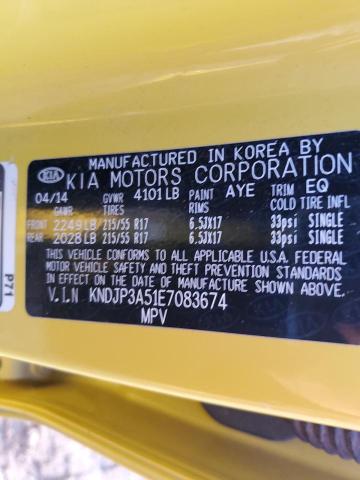 MANUFACTURED IN KOREA BY
KIA KIA MOTORS CORPORATION
04/14 GVWR 4101LB PAINT AYE TRIM EQ
GAWR TIRES RIMS COLD TIRE INFL
FRONT 2249LB 215/55 R17 6.5JX17 33psi SINGLE
REAR 2028LB 215/55 R17 6.5JX17 33psi SINGLE
THIS VEHICLE CONFORMS TO ALL APPLICABLE U.S.A FEDERAL
MOTOR VEHICLE SAFETY AND THEFT PREVENTION STANDARDS
IN EFFECT ON THE DATE OF MANUFACTURE SHOWN ABOVE.
V.I.N KNDJP3A51E7083674
MPV
P71